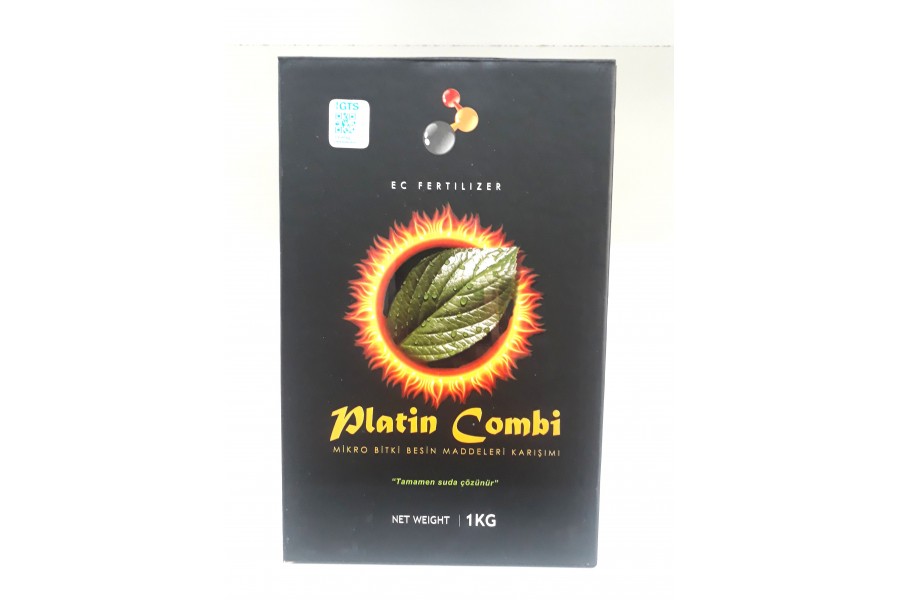 GTS
EC FERTILIZER
Platin Combi
MİKRO BİTKİ BESİN MADDELERİ KARIŞIMI
"Tamamen suda çözünür"
NET WEIGHT | 1KG